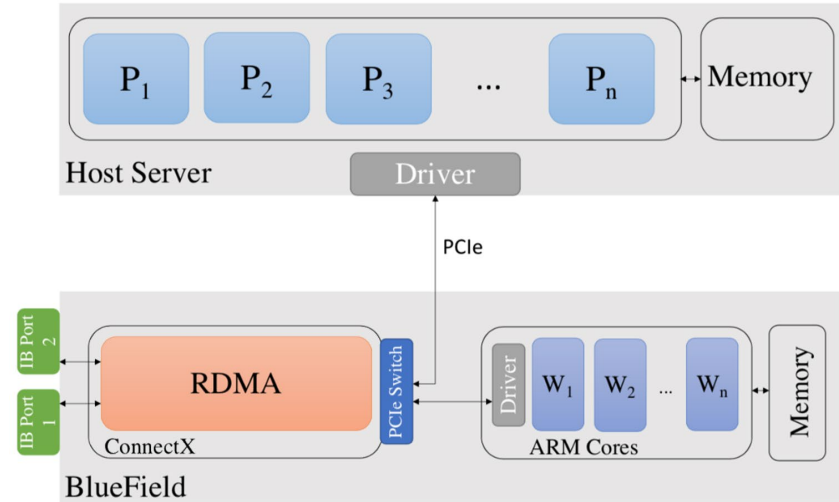 P1
P2
P3
...
Pn
Memory
Host Server
Driver
PCIe
IB Port 2
IB Port 1
RDMA
ConnectX
PCIe Switch
Driver
W1
W2
...
Wn
ARM Cores
Memory
BlueField